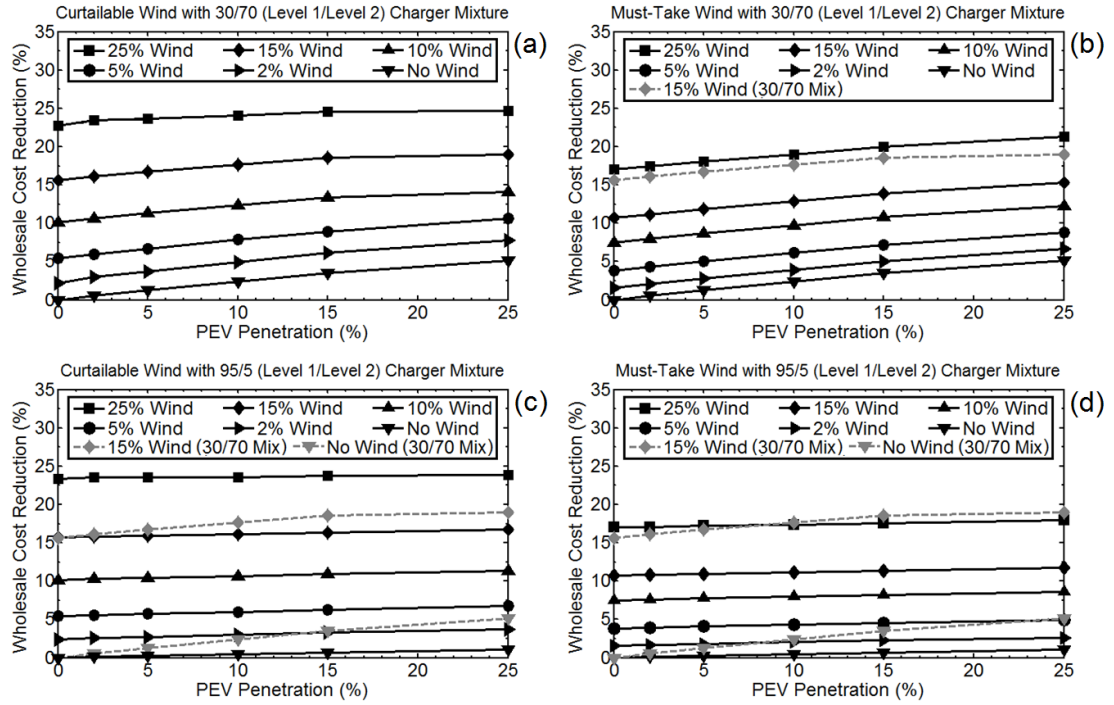 Curtailable Wind with 30/70 (Level 1/Level 2) Charger Mixture
35
30
25
20
15
10
5
0
Wholesale Cost Reduction (%)
25% Wind 15% Wind 10% Wind
5% Wind 2% Wind No Wind
(a)
0 5 10 15 20 25
PEV Penetration (%)
Must-Take Wind with 30/70 (Level 1/Level 2) Charger Mixture
35
30
25
20
15
10
5
0
Wholesale Cost Reduction (%)
25% Wind 15% Wind 10% Wind
5% Wind 2% Wind No Wind
15% Wind (30/70 Mix)
(b)
0 5 10 15 20 25
PEV Penetration (%)
Curtailable Wind with 95/5 (Level 1/Level 2) Charger Mixture
35
30
25
20
15
10
5
0
Wholesale Cost Reduction (%)
25% Wind 15% Wind 10% Wind
5% Wind 2% Wind No Wind
15% Wind (30/70 Mix) No Wind (30/70 Mix)
(c)
0 5 10 15 20 25
PEV Penetration (%)
Must-Take Wind with 95/5 (Level 1/Level 2) Charger Mixture
35
30
25
20
15
10
5
0
Wholesale Cost Reduction (%)
25% Wind 15% Wind 10% Wind
5% Wind 2% Wind No Wind
15% Wind (30/70 Mix) No Wind (30/70 Mix)
(d)
0 5 10 15 20 25
PEV Penetration (%)